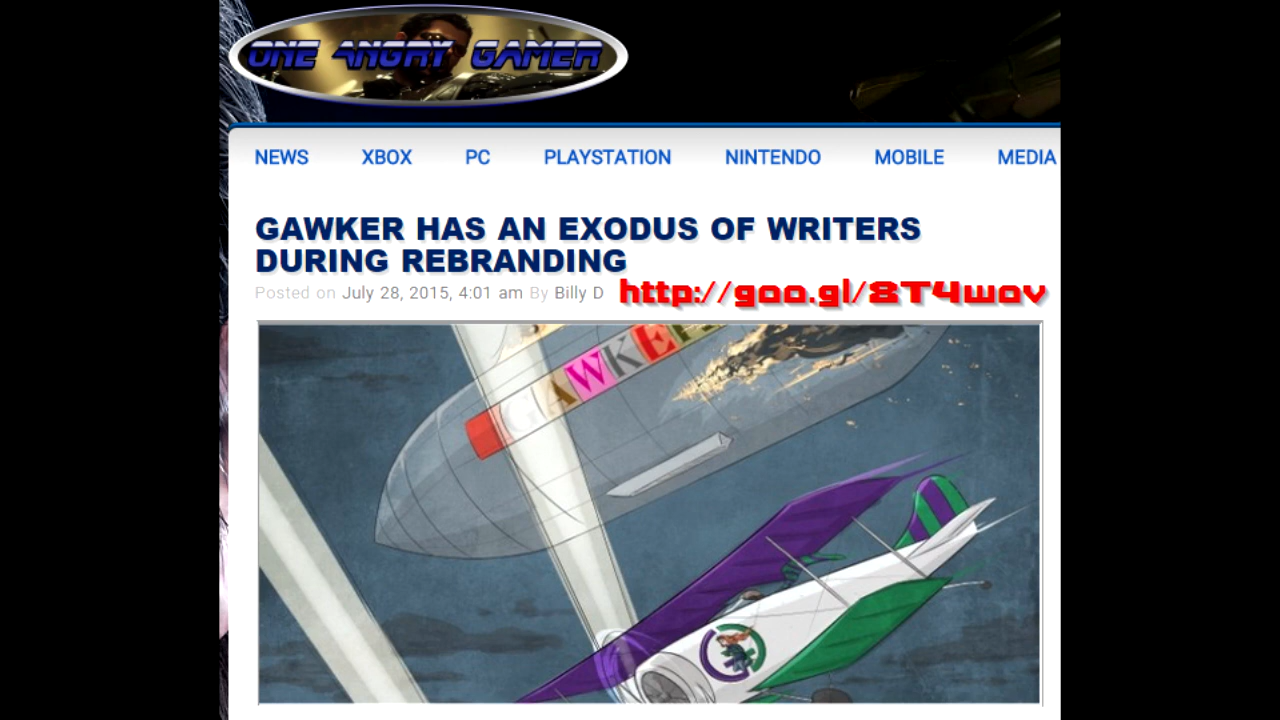 ONE ANGRY GAMER
NEWS XBOX PC PLAYSTATION NINTENDO MOBILE MEDIA
GAWKER HAS AN EXODUS OF WRITERS
DURING REBRANDING
Posted on July 28, 2015, 4:01 am By Billy D
http://goo.gl/8T4wov
GAWKER